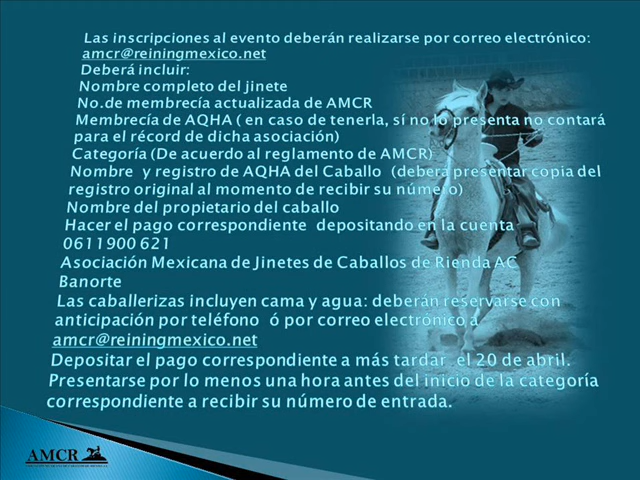 Las inscripciones al evento deberán realizarse por correo electrónico:
amcr@reiningmexico.net
Deberá incluir:
Nombre completo del jinete
No.de membrecía actualizada de AMCR
Membrecía de AQHA ( en caso de tenerla, sí no lo presenta no contará
para el récord de dicha asociación)
Categoría (De acuerdo al reglamento de AMCR)
Nombre y registro de AQHA del Caballo (deberá presentar copia del
registro original al momento de recibir su número)
Nombre del propietario del caballo
Hacer el pago correspondiente depositando en la cuenta
0611900 621
Asociación Mexicana de Jinetes de Caballos de Rienda AC
Banorte
Las caballerizas incluyen cama y agua: deberán reservarse con
anticipación por teléfono ó por correo electrónico a
amcr@reiningmexico.net
Depositar el pago correspondiente a más tardar el 20 de abril.
Presentarse por lo menos una hora antes del inicio de la categoría
correspondiente a recibir su número de entrada.
AMCR